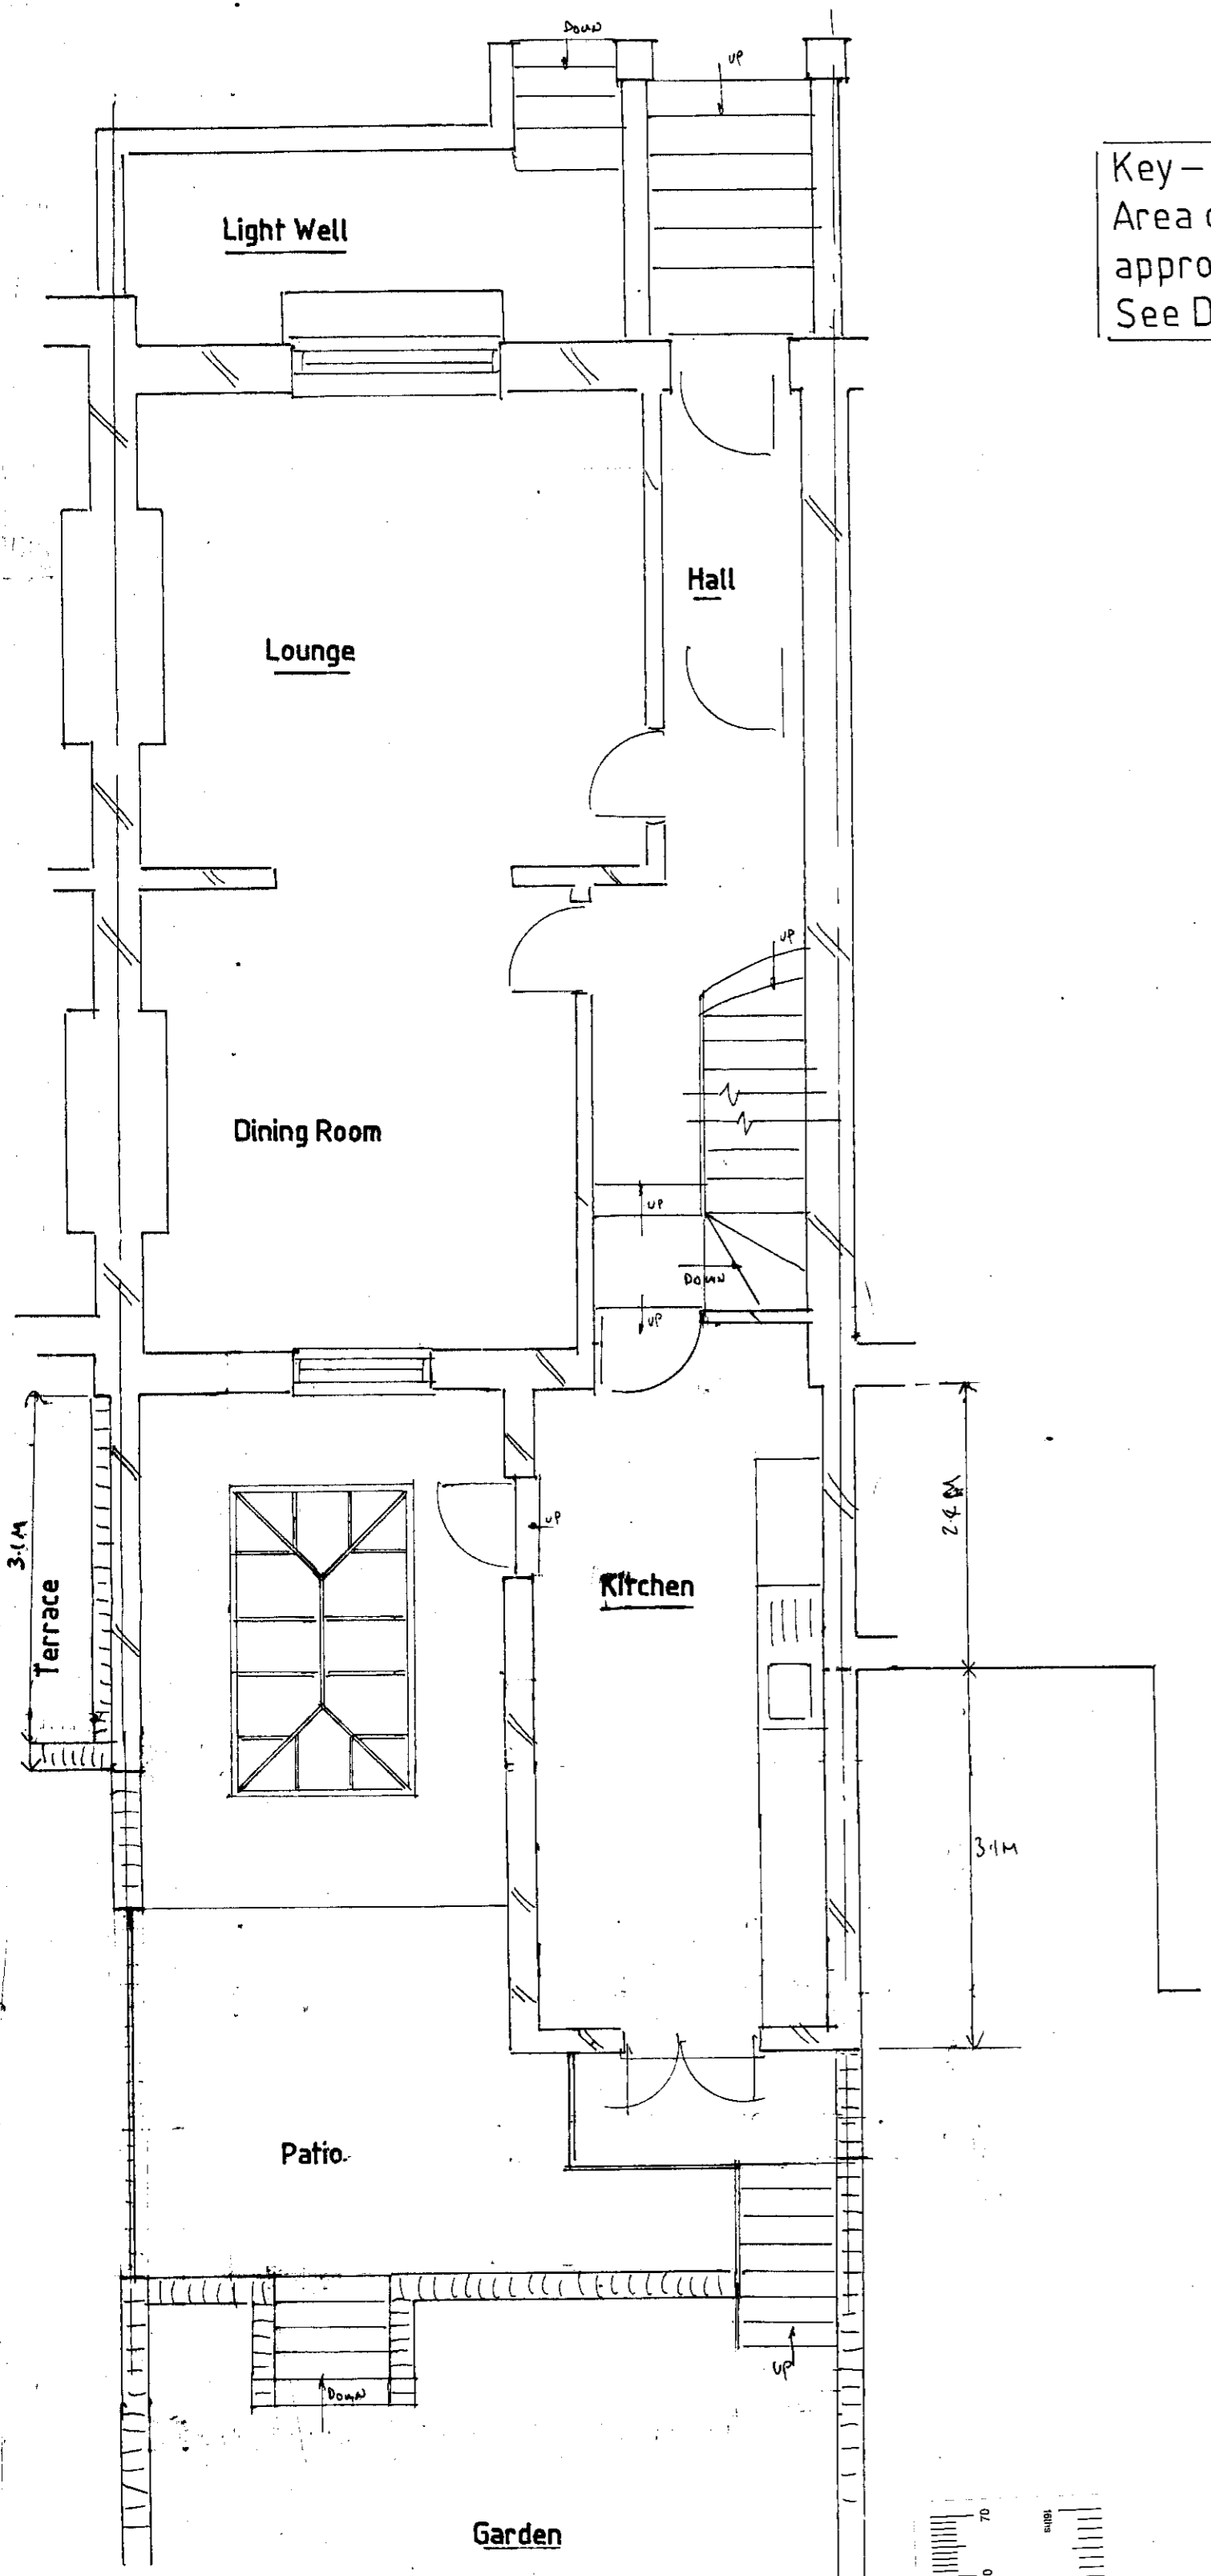 DOWN
UP
Key –
Area
appro
See D
Light Well
Hall
Lounge
UP
Dining Room
UP
DOWN
UP
3.1M
Terrace
UP
Kitchen
2.4M
3.1M
Patio
UP
DOWN
Garden
70
16ths